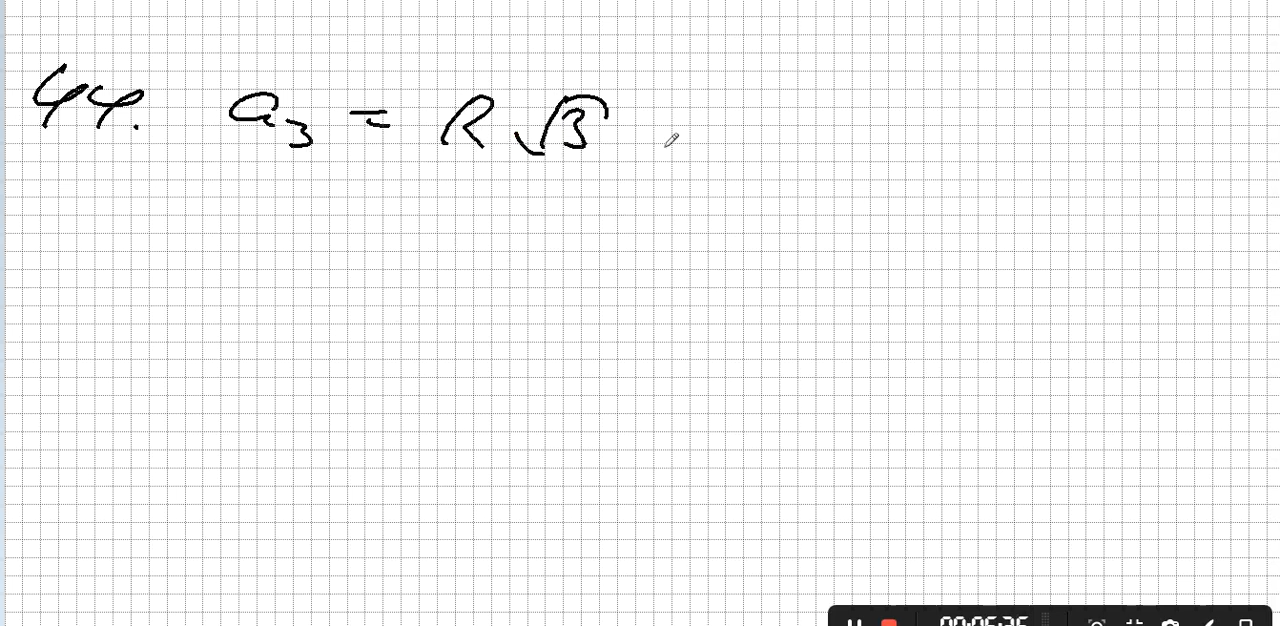 44. a₃ = R√3